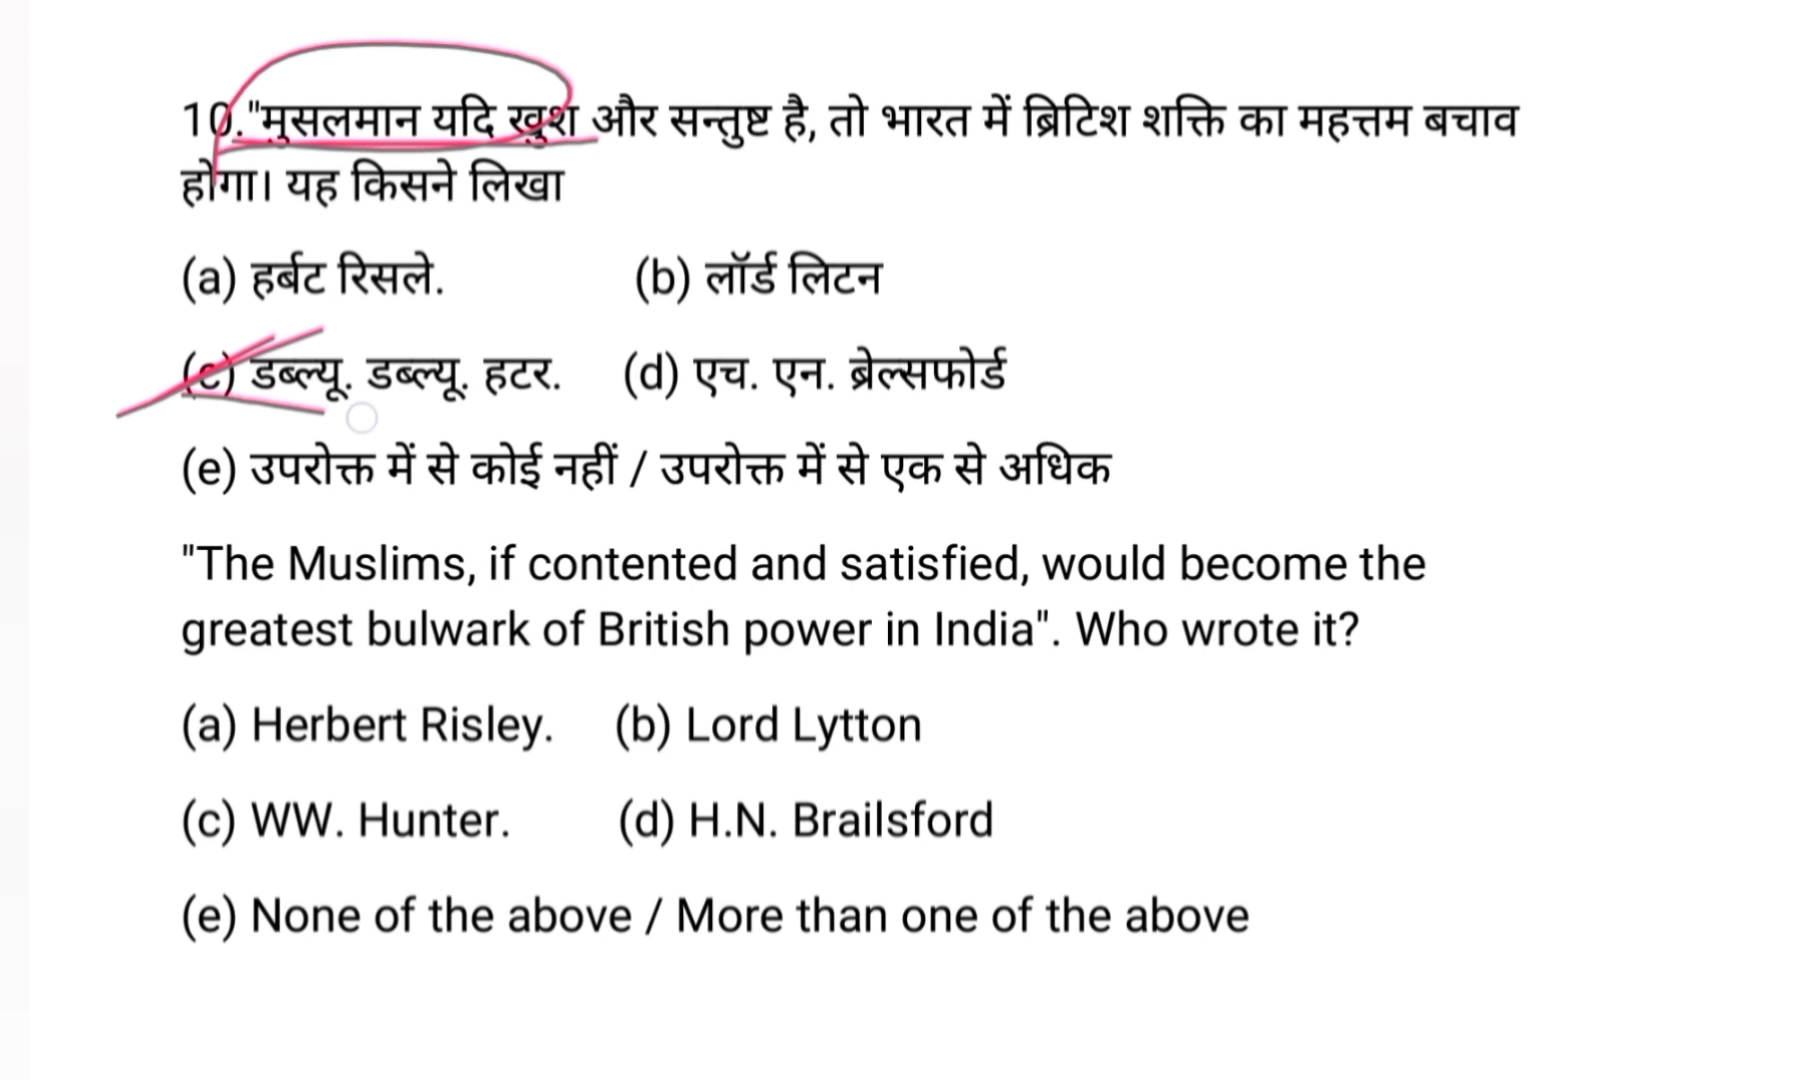 10."मुसलमान यदि खुश और सन्तुष्ट है, तो भारत में ब्रिटिश शक्ति का महत्तम बचाव
होगा। यह किसने लिखा
(a) हर्बट रिसले. (b) लॉर्ड लिटन
(c) डब्ल्यू. डब्ल्यू. हटर. (d) एच. एन. ब्रेल्सफोर्ड
(e) उपरोक्त में से कोई नहीं / उपरोक्त में से एक से अधिक
"The Muslims, if contented and satisfied, would become the
greatest bulwark of British power in India". Who wrote it?
(a) Herbert Risley. (b) Lord Lytton
(c) WW. Hunter. (d) H.N. Brailsford
(e) None of the above / More than one of the above